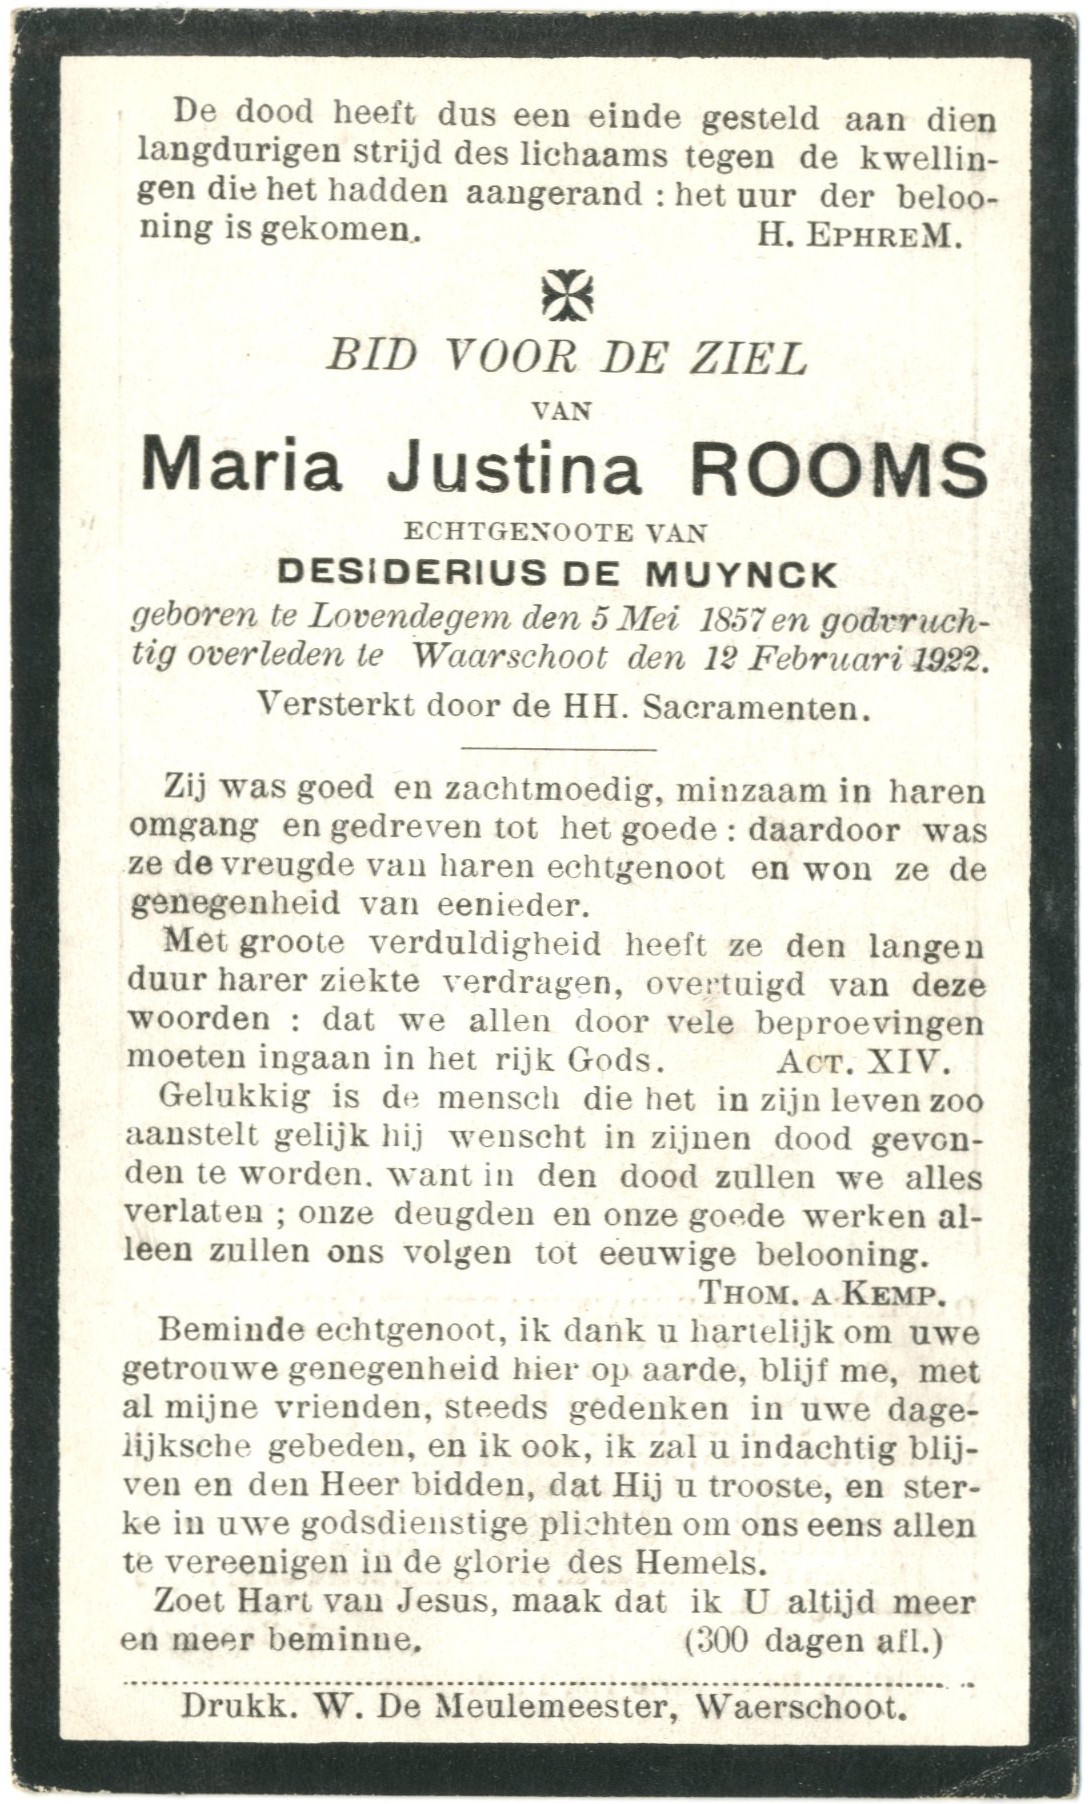 De dood heeft dus een einde gesteld aan dien
langdurigen strijd des lichaams tegen de kwellin-
gen die het hadden aangerand : het uur der beloo-
ning is gekomen. H. EPHREM.
BID VOOR DE ZIEL
VAN
Maria Justina ROOMS
ECHTGENOOTE VAN
DESIDERIUS DE MUYNCK
geboren te Lovendegem den 5 Mei 1857 en godvruch-
tig overleden te Waarschoot den 12 Februari 1922.
Versterkt door de HH. Sacramenten.
Zij was goed en zachtmoedig, minzaam in haren
omgang en gedreven tot het goede : daardoor was
ze de vreugde van haren echtgenoot en won ze de
genegenheid van eenieder.
Met groote verduldigheid heeft ze den langen
duur harer ziekte verdragen, overtuigd van deze
woorden : dat we allen door vele beproevingen
moeten ingaan in het rijk Gods. ACT. XIV.
Gelukkig is de mensch die het in zijn leven zoo
aanstelt gelijk hij wenscht in zijnen dood gevon-
den te worden. want in den dood zullen we alles
verlaten ; onze deugden en onze goede werken al-
leen zullen ons volgen tot eeuwige belooning.
THOM. A KEMP.
Beminde echtgenoot, ik dank u hartelijk om uwe
getrouwe genegenheid hier op aarde, blijf me, met
al mijne vrienden, steeds gedenken in uwe dage-
lijksche gebeden, en ik ook, ik zal u indachtig blij-
ven en den Heer bidden, dat Hij u trooste, en ster-
ke in uwe godsdienstige plichten om ons eens allen
te vereenigen in de glorie des Hemels.
Zoet Hart van Jesus, maak dat ik U altijd meer
en meer beminne. (300 dagen afl.)
Drukk. W. De Meulemeester, Waerschoot.